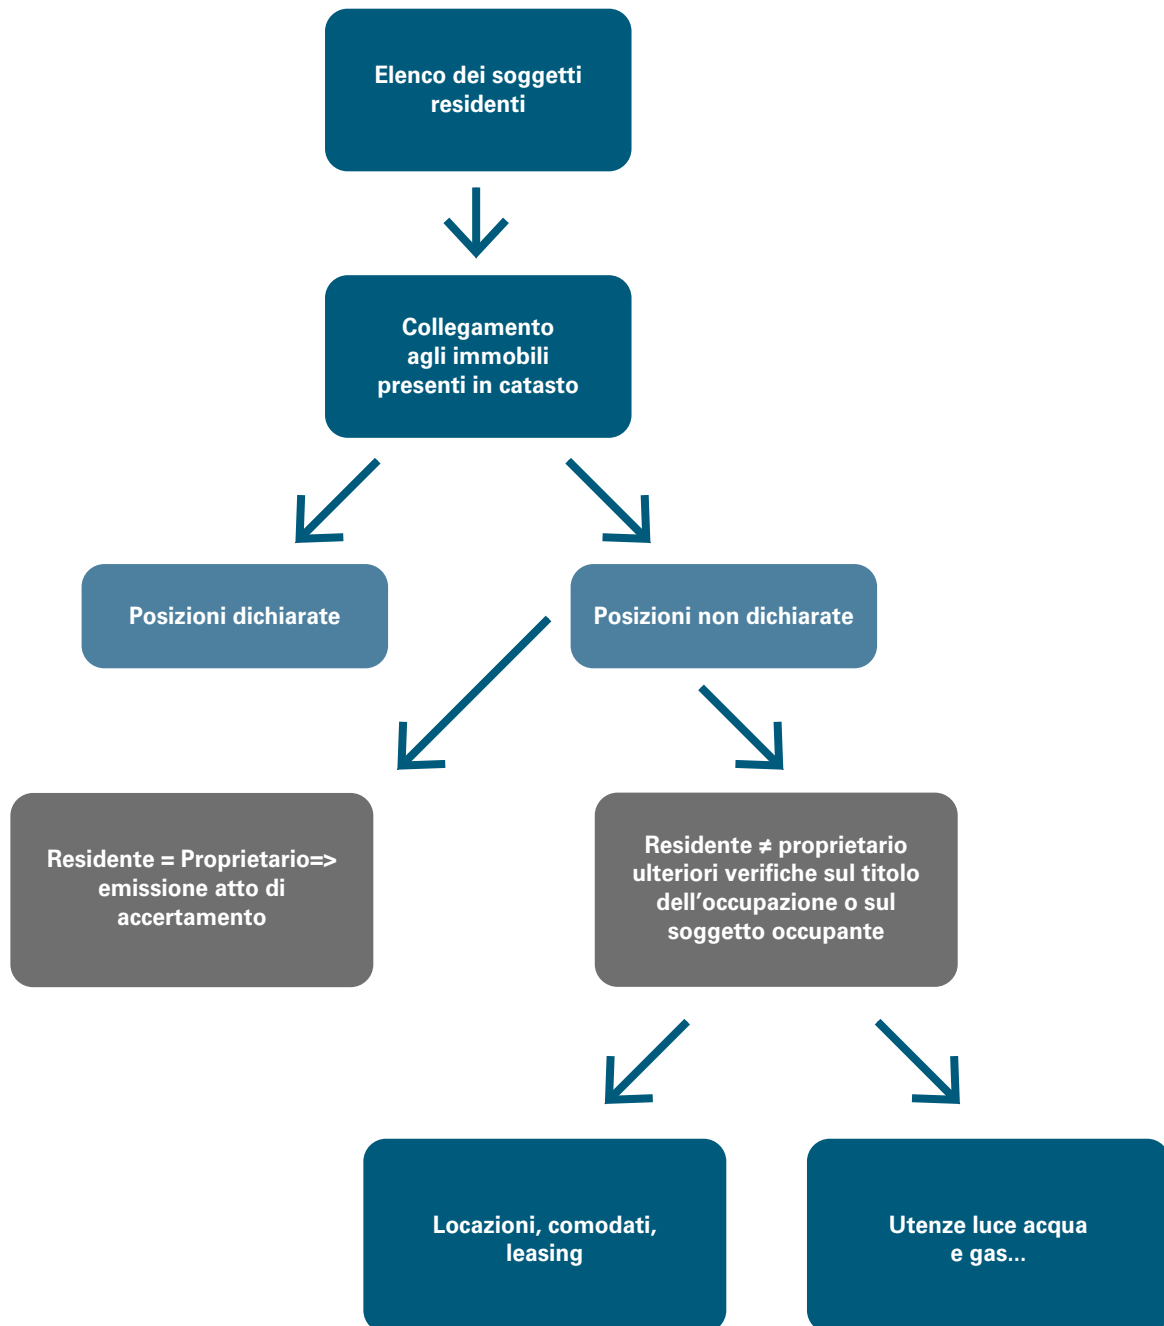 Elenco dei soggetti
residenti
Collegamento
agli immobili
presenti in catasto
Posizioni dichiarate
Posizioni non dichiarate
Residente = Proprietario=>
emissione atto di
accertamento
Residente ≠ proprietario
ulteriori verifiche sul titolo
dell’occupazione o sul
soggetto occupante
Locazioni, comodati,
leasing
Utenze luce acqua
e gas...